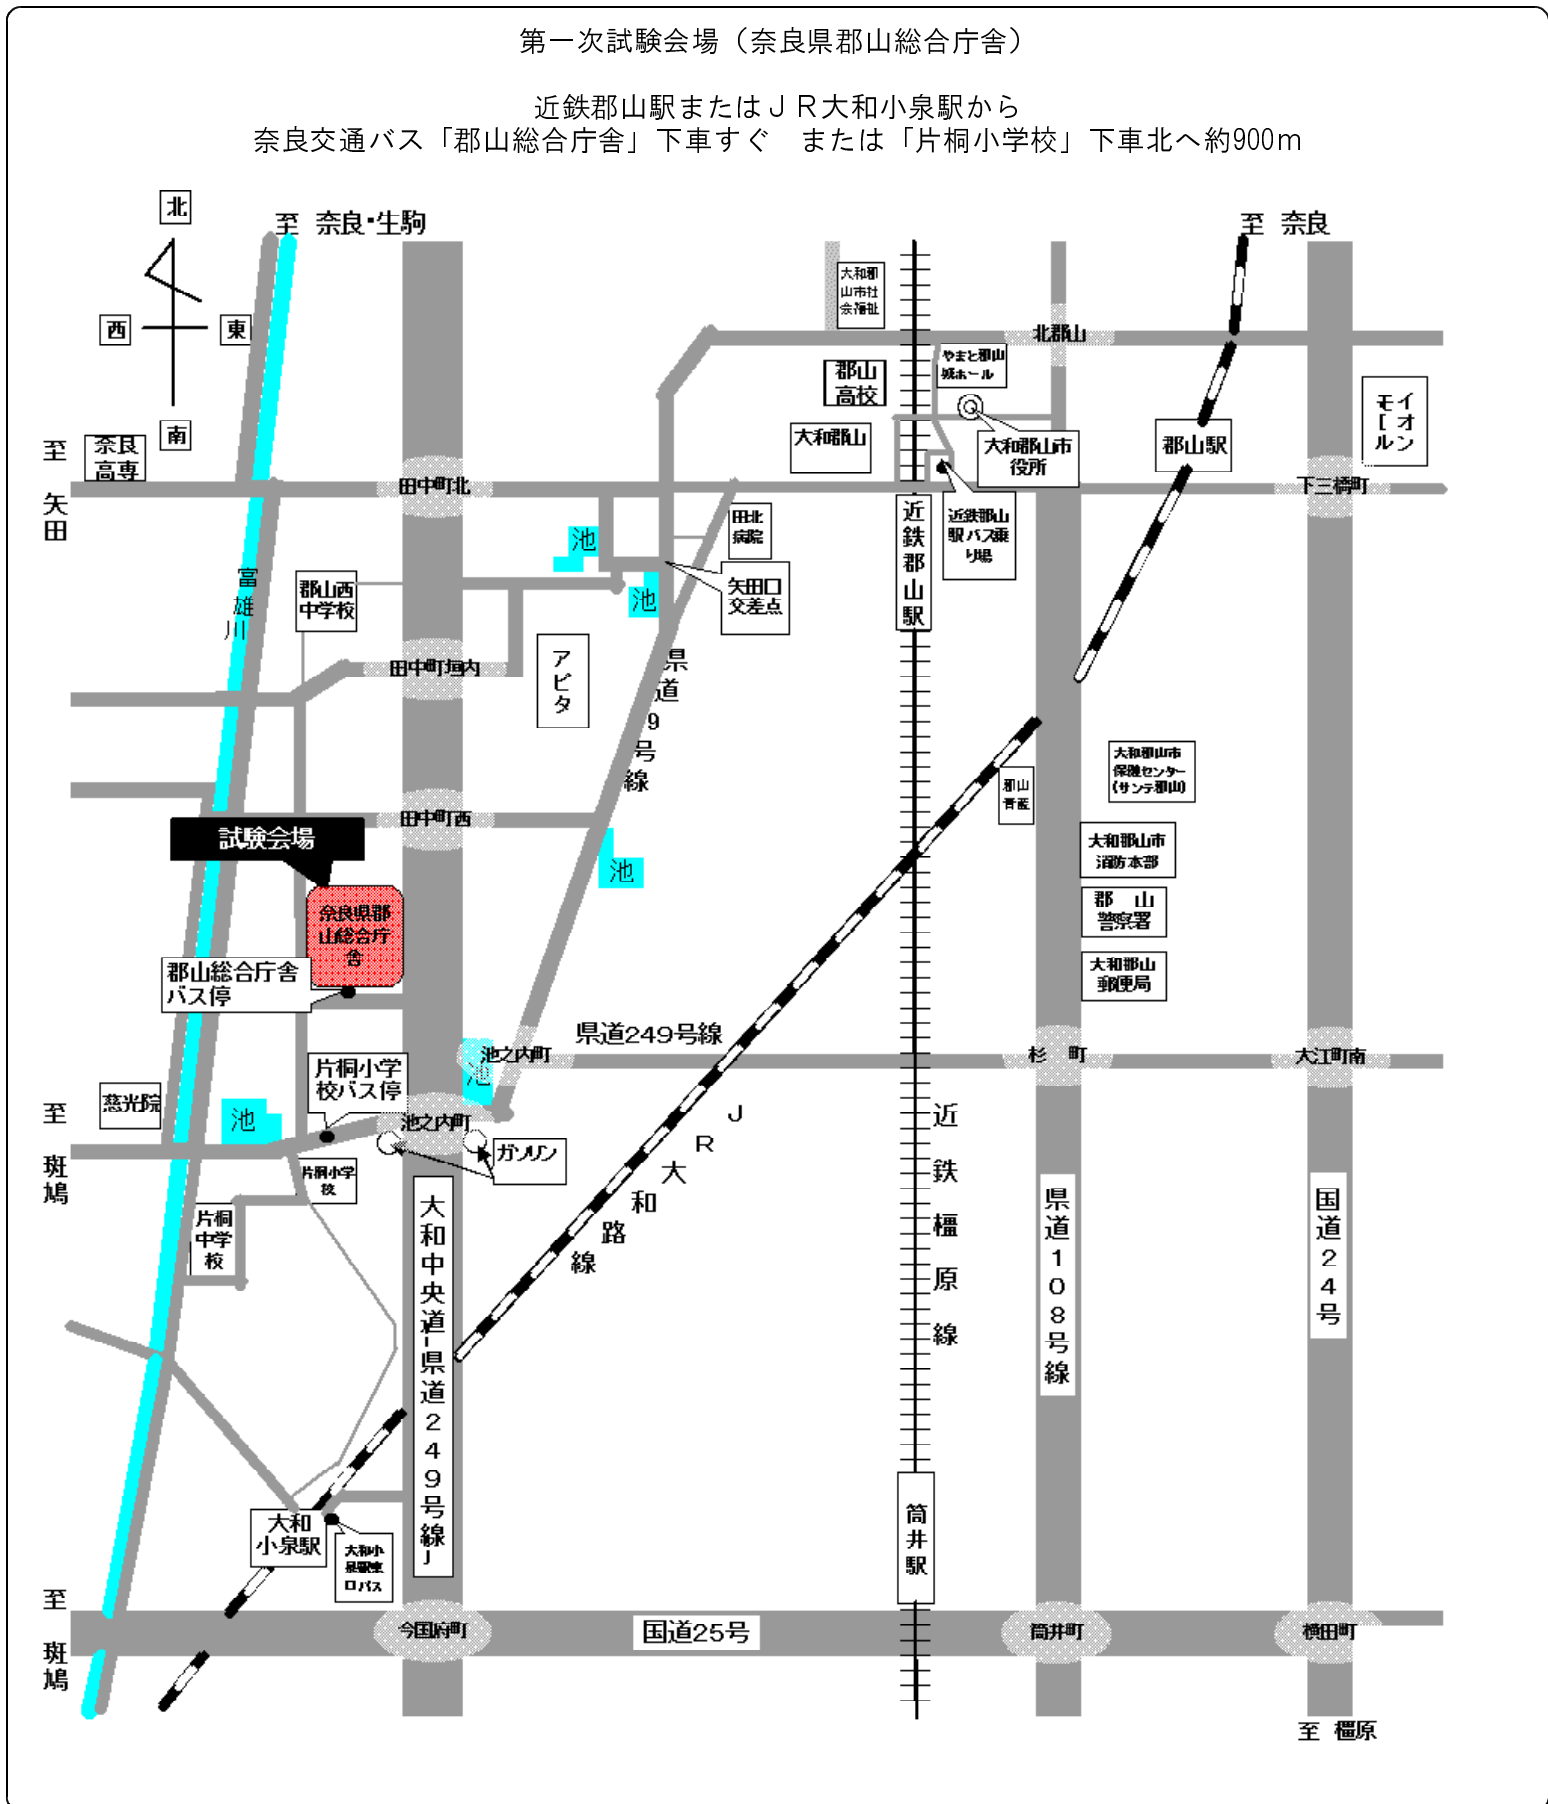 第一次試験会場（奈良県郡山総合庁舎）
近鉄郡山駅またはＪＲ大和小泉駅から
奈良交通バス「郡山総合庁舎」下車すぐ　または「片桐小学校」下車北へ約900ｍ
北
西
東
南
至 奈良・生駒
至 奈良
大和郡
山市社
会福祉
北郡山
やまと郡山
城ホール
郡山
高校
大和郡山
大和郡山市
役所
郡山駅
イオン
モール
至
矢田
奈良
高専
田中町北
下三橋町
近鉄郡山駅
近鉄郡山
駅バス乗
り場
田北
病院
池
池
矢田口
交差点
富雄川
郡山西
中学校
田中町垣内
アピタ
県道9号線
田中町西
池
試験会場
奈良県郡
山総合庁
舎
郡山総合庁舎
バス停
郡山
青産
大和郡山市
保健センター
(サンテ郡山)
大和郡山市
消防本部
郡　山
警察署
大和郡山
郵便局
県道249号線
池之内町
池
杉　町
大江町南
片桐小学
校バス停
慈光院
池
池之内町
ガソリン
至
斑鳩
片桐小学
校
片桐
中学
校
ＪＲ大和路線
近鉄橿原線
大和中央道(県道２４９号線)
県道１０８号線
国道２４号
筒井駅
大和
小泉駅
大和小
泉駅東
口バス
至
斑鳩
今国府町
国道25号
筒井町
横田町
至 橿原